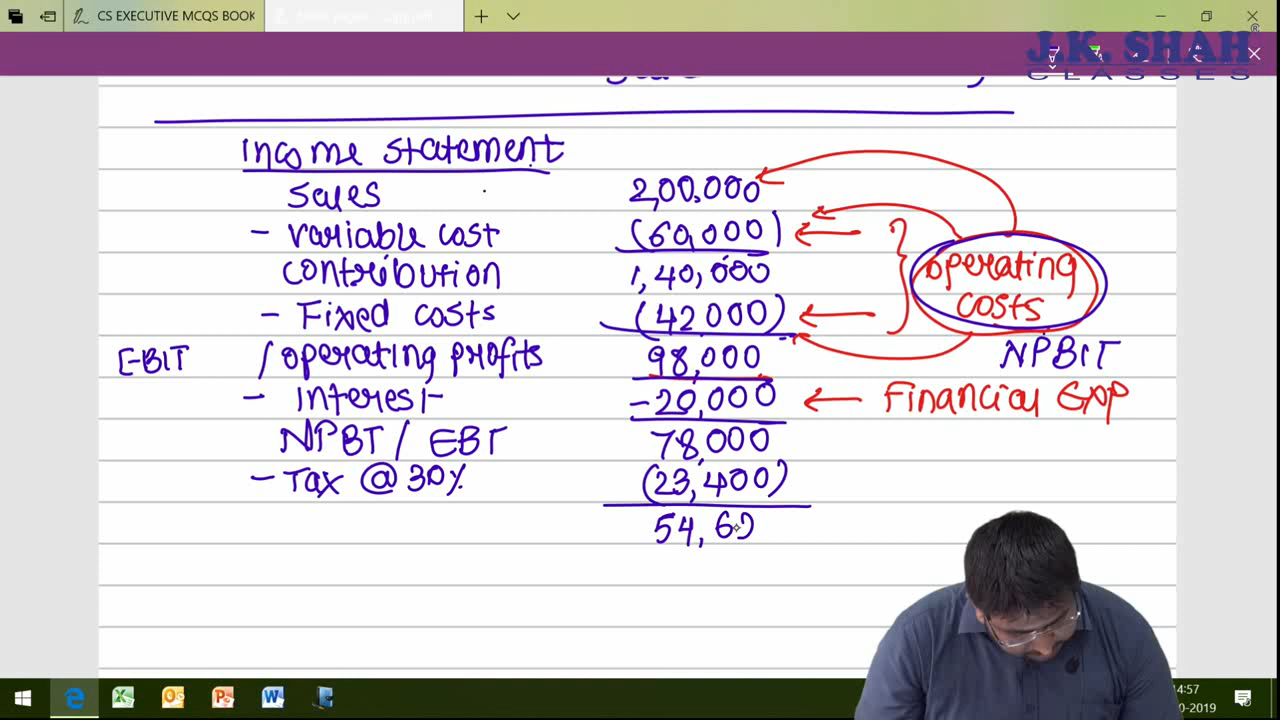 CS EXECUTIVE MCQS BOOK
J.K. SHAH
CLASSES
Income statement
Sales 2,00,000
- variable cost (60,000)
operating costs
contribution 1,40,000
- Fixed costs (42000)
EBIT / operating profits 98,000 NPBIT
- Interest -20,000 ← Financial EXP
NPBT / EBT 78,000
- Tax @ 30% (23,400)
54,60
14:57